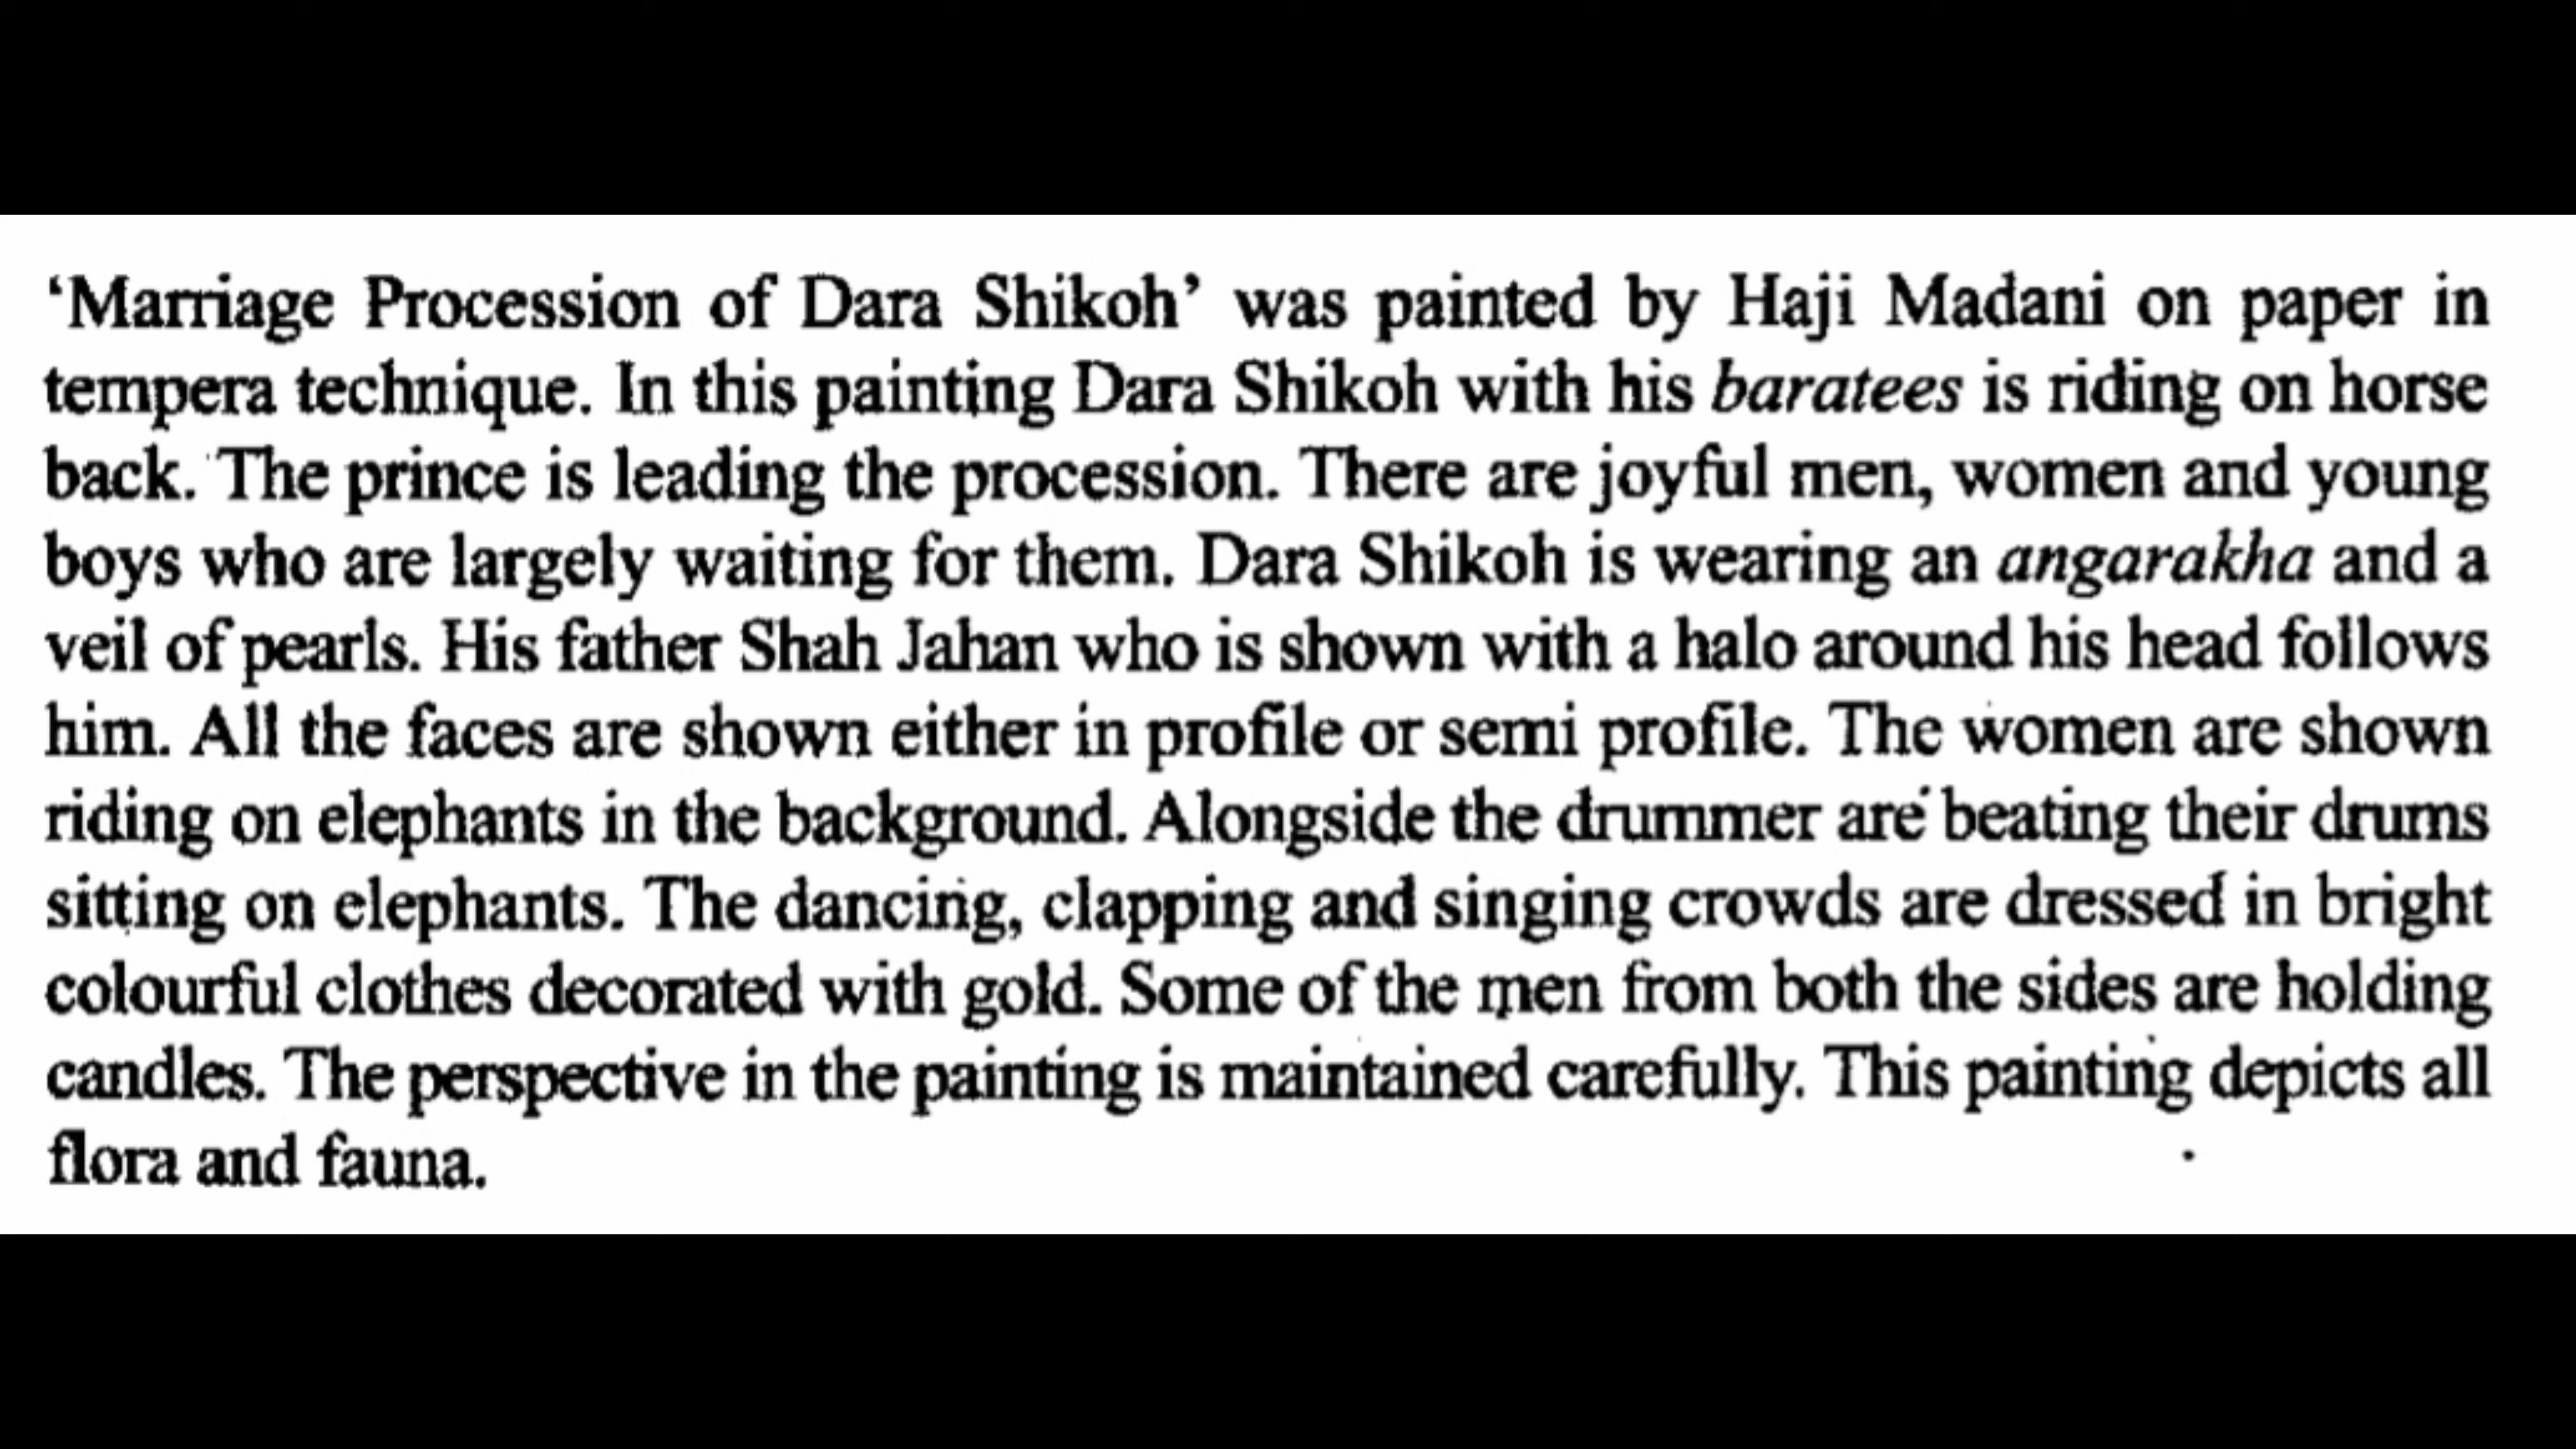 ‘Marriage Procession of Dara Shikoh’ was painted by Haji Madani on paper in
tempera technique. In this painting Dara Shikoh with his baratees is riding on horse
back. The prince is leading the procession. There are joyful men, women and young
boys who are largely waiting for them. Dara Shikoh is wearing an angarakha and a
veil of pearls. His father Shah Jahan who is shown with a halo around his head follows
him. All the faces are shown either in profile or semi profile. The women are shown
riding on elephants in the background. Alongside the drummer are beating their drums
sitting on elephants. The dancing, clapping and singing crowds are dressed in bright
colourful clothes decorated with gold. Some of the men from both the sides are holding
candles. The perspective in the painting is maintained carefully. This painting depicts all
flora and fauna.